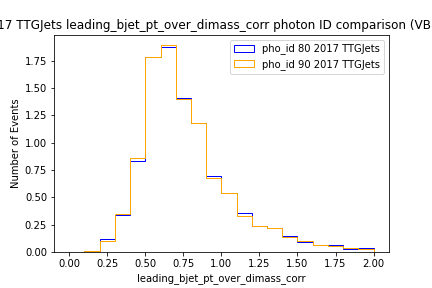 17 TTGJets leading_bjet_pt_over_dimass_corr photon ID comparison (VB
pho_id 80 2017 TTGJets
pho_id 90 2017 TTGJets
Number of Events
1.75
1.50
1.25
1.00
0.75
0.50
0.25
0.00
0.00 0.25 0.50 0.75 1.00 1.25 1.50 1.75 2.00
leading_bjet_pt_over_dimass_corr